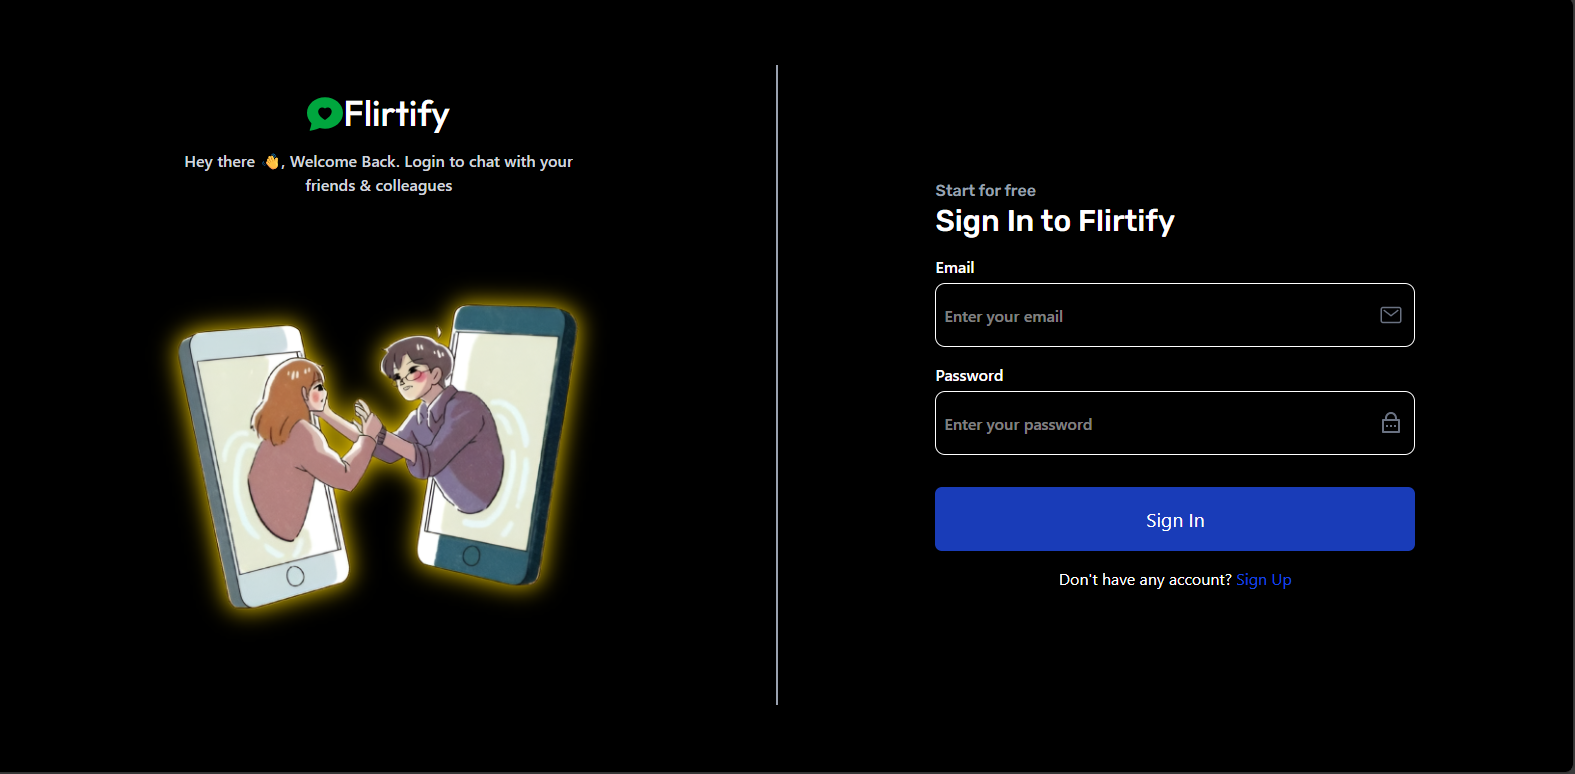 Flirtify
Hey there 👋, Welcome Back. Login to chat with your
friends & colleagues
Start for free
Sign In to Flirtify
Email
Enter your email
Password
Enter your password
Sign In
Don't have any account? Sign Up